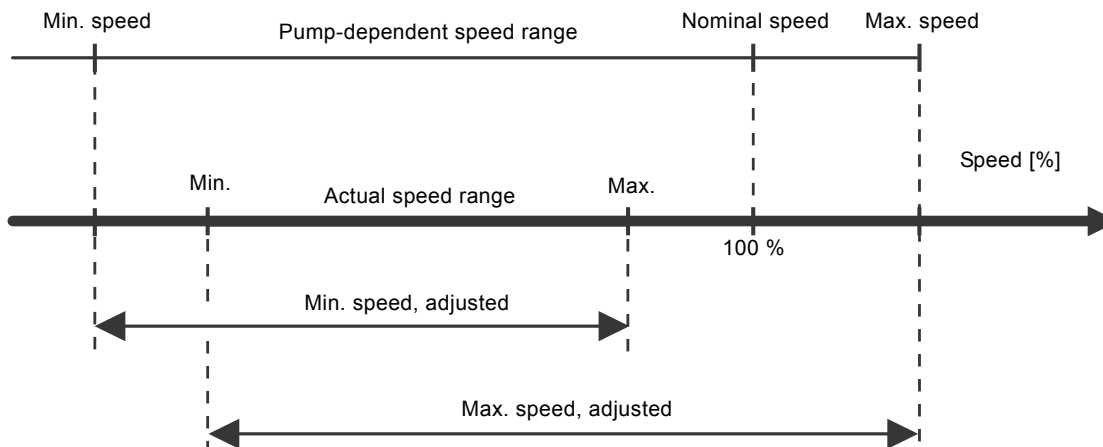 Min. speed
Pump-dependent speed range
Nominal speed
Max. speed
Speed [%]
Min.
Actual speed range
Max.
100 %
Min. speed, adjusted
Max. speed, adjusted